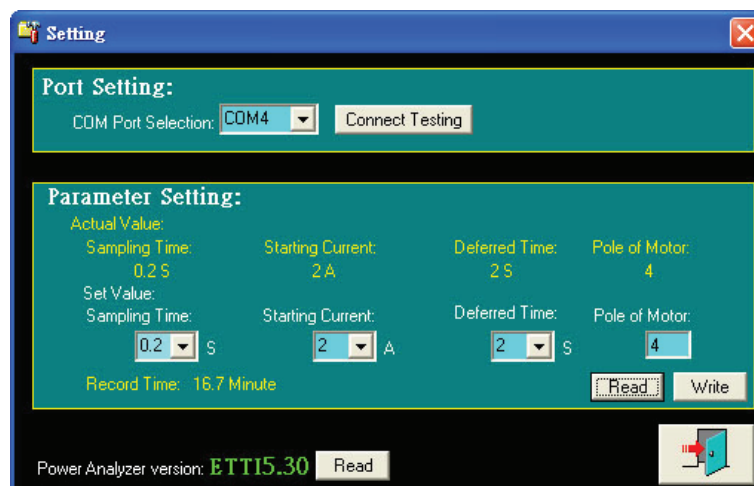 Setting
Port Setting:
COM Port Selection: COM4 Connect Testing
Parameter Setting:
Actual Value:
Sampling Time: Starting Current: Deferred Time: Pole of Motor:
0.2 S 2 A 2 S 4
Set Value:
Sampling Time: Starting Current: Deferred Time: Pole of Motor:
0.2 S 2 A 2 S 4
Record Time: 16.7 Minute Read Write
Power Analyzer version: ETTI5.30 Read